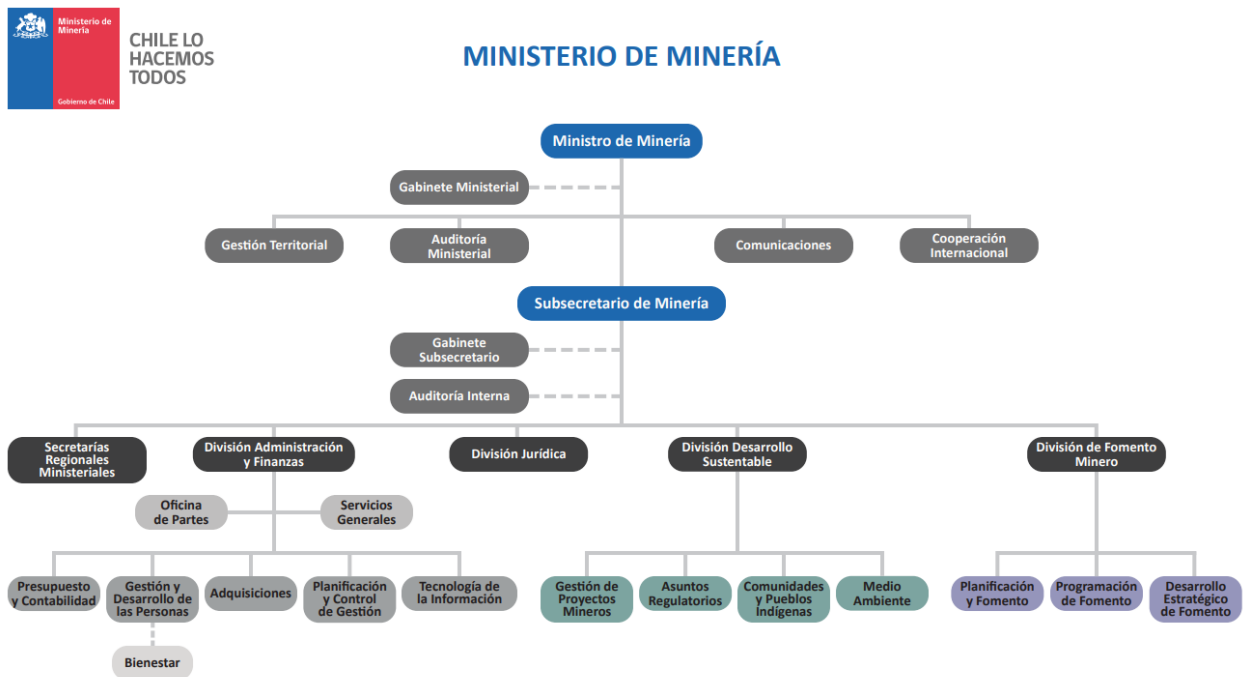 Ministerio de
Minería
Gobierno de Chile
CHILE LO
HACEMOS
TODOS
MINISTERIO DE MINERÍA
Ministro de Minería
Gabinete Ministerial
Gestión Territorial
Auditoría
Ministerial
Comunicaciones
Cooperación
Internacional
Subsecretario de Minería
Gabinete
Subsecretario
Auditoría Interna
Secretarías
Regionales
Ministeriales
División Administración
y Finanzas
División Jurídica
División Desarrollo
Sustentable
División de Fomento
Minero
Oficina
de Partes
Servicios
Generales
Presupuesto
y Contabilidad
Gestión y
Desarrollo de
las Personas
Adquisiciones
Planificación
y Control
de Gestión
Tecnología de
la Información
Gestión de
Proyectos
Mineros
Asuntos
Regulatorios
Comunidades
y Pueblos
Indígenas
Medio
Ambiente
Planificación
y Fomento
Programación
de Fomento
Desarrollo
Estratégico
de Fomento
Bienestar